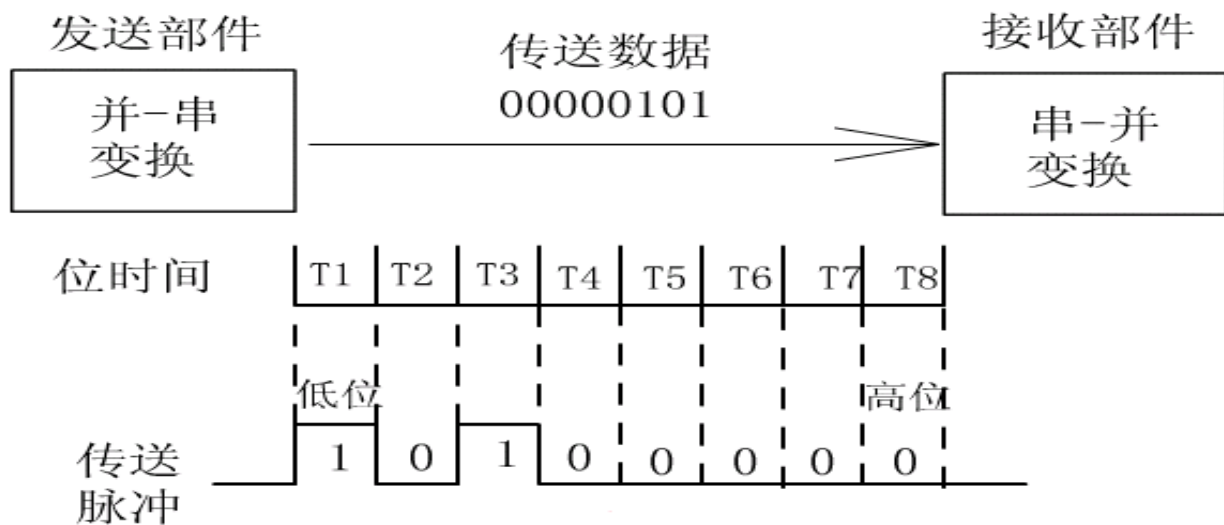 发送部件
传送数据
接收部件
并-串
变换
00000101
串-并
变换
位时间 T1 T2 T3 T4 T5 T6 T7 T8
低位 高位
传送
脉冲
1 0 1 0 0 0 0 0